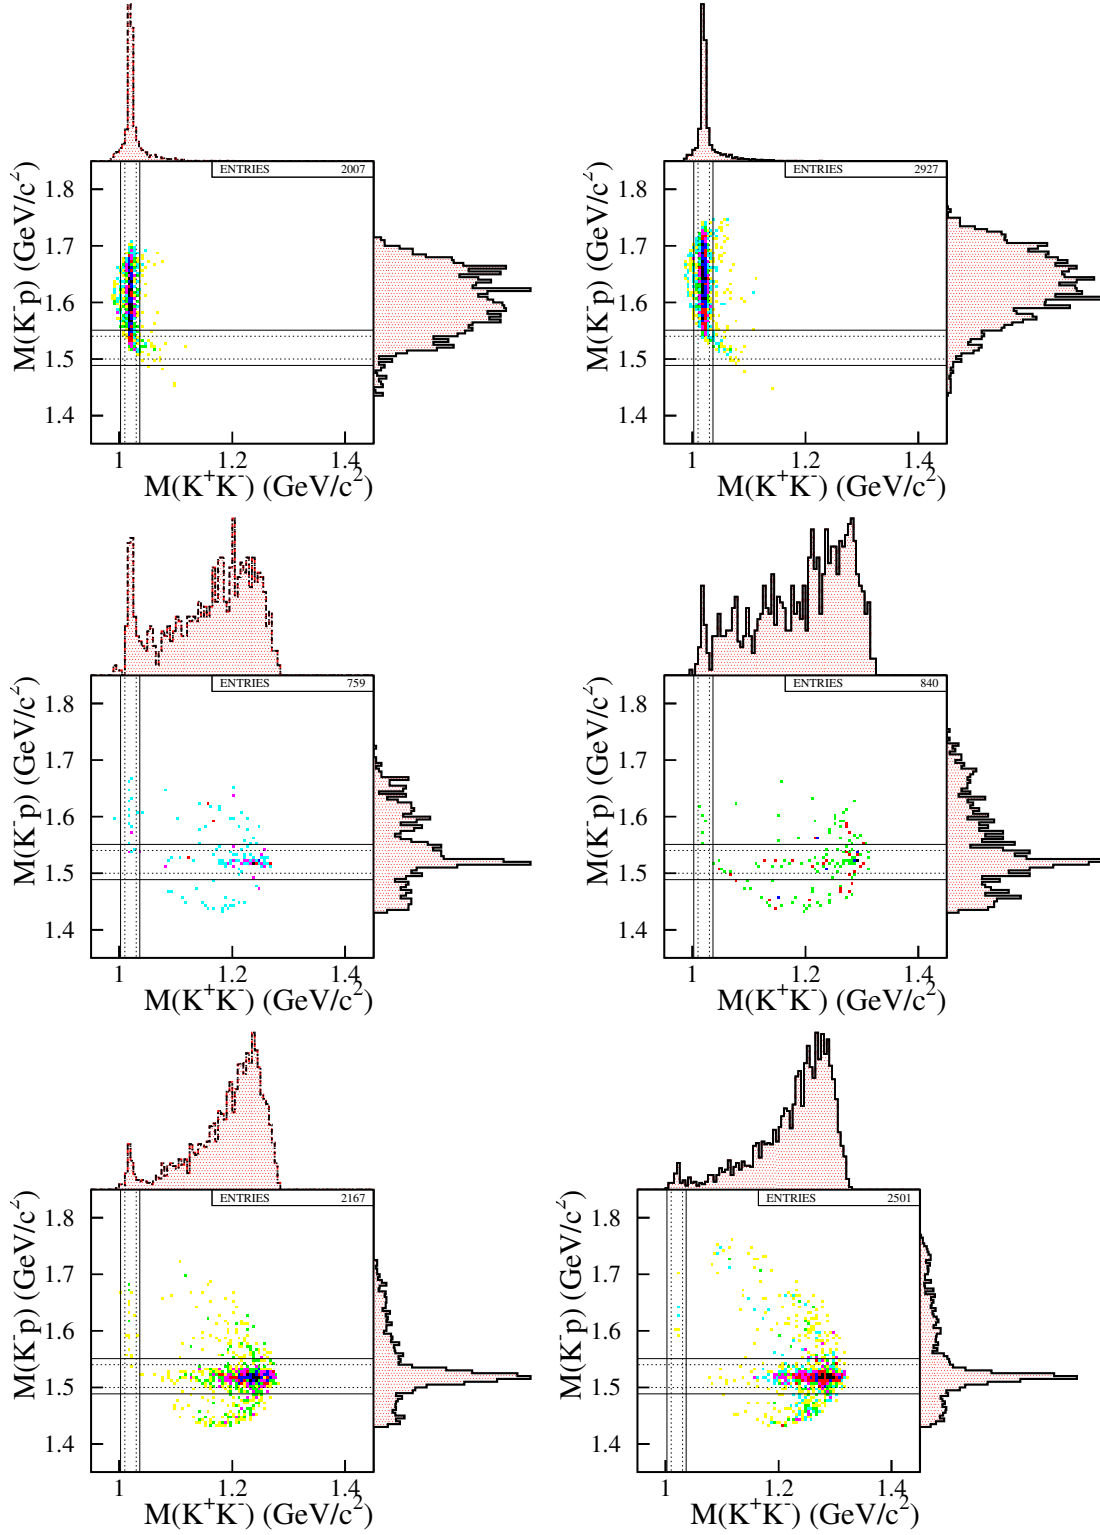 ENTRIES 2007
1.8
1.7
1.6
1.5
1.4
M(K⁻p) (GeV/c²)
1 1.2 1.4
M(K⁺K⁻) (GeV/c²)
ENTRIES 2927
1.8
1.7
1.6
1.5
1.4
M(K⁻p) (GeV/c²)
1 1.2 1.4
M(K⁺K⁻) (GeV/c²)
ENTRIES 759
1.8
1.7
1.6
1.5
1.4
M(K⁻p) (GeV/c²)
1 1.2 1.4
M(K⁺K⁻) (GeV/c²)
ENTRIES 840
1.8
1.7
1.6
1.5
1.4
M(K⁻p) (GeV/c²)
1 1.2 1.4
M(K⁺K⁻) (GeV/c²)
ENTRIES 2167
1.8
1.7
1.6
1.5
1.4
M(K⁻p) (GeV/c²)
1 1.2 1.4
M(K⁺K⁻) (GeV/c²)
ENTRIES 2501
1.8
1.7
1.6
1.5
1.4
M(K⁻p) (GeV/c²)
1 1.2 1.4
M(K⁺K⁻) (GeV/c²)